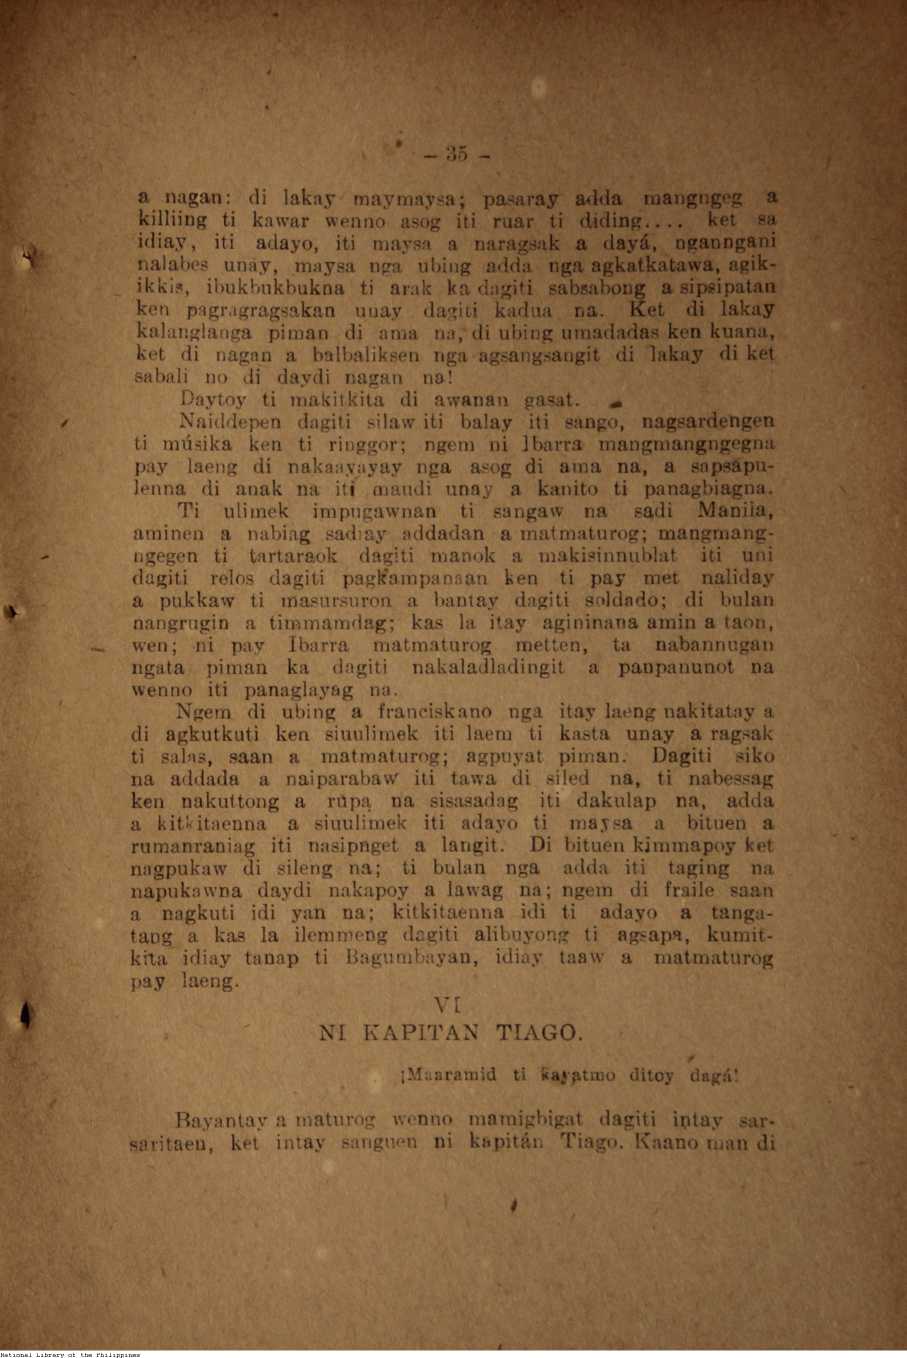 — 35 —
a nagan: di lakay maymaysa; pasaray adda mangngeg a
killiing ti kawar wenno asog iti ruar ti diding.... ket sa
idiay, iti adayo, iti maysa a naragsak a dayá, nganngani
nalabes unay, maysa nga ubing adda nga agkatkatawa, agik-
ikkis, ibukbukbukna ti arak ka dagiti sabsabong a sipsipatan
ken pagragragsakan unay dagiti kadua na. Ket di lakay
kalanglanga piman di ama na, di ubing umadadas ken kuana,
ket di nagan a balbaliksen nga agsangsangit di lakay di ket
sabali no di daydi nagan na!
Daytoy ti makitkita di awanan gasat.
Naiddepen dagiti silaw iti balay iti sango, nagsardengen
ti músika ken ti ringgor; ngem ni Ibarra mangmangngegna
pay laeng di nakaayayay nga asog di ama na, a sapsapu-
lenna di anak na iti maudi unay a kanito ti panagbiagna.
Ti ulimek impugawnan ti sangaw na sadi Manila,
aminen a nabiag sadiay addadan a matmaturog; mangmang-
ngegen ti tartaraok dagiti manok a makisinnublat iti uni
dagiti relos dagiti pagkampanaan ken ti pay met naliday
a pukkaw ti masursuron a bantay dagiti soldado; di bulan
nangrugin a timmamdag; kas la itay agininana amin a taon,
wen; ni pay Ibarra matmaturog metten, ta nabannugan
ngata piman ka dagiti nakaladladingit a panpanunot na
wenno iti panaglayag na.
Ngem di ubing a franciskano nga itay laeng nakitatay a
di agkutkuti ken siuulimek iti laem ti kasta unay a ragsak
ti salas, saan a matmaturog; agpuyat piman. Dagiti siko
na addada a naiparabaw iti tawa di siled na, ti nabessag
ken nakuttong a rupa na sisasadag iti dakulap na, adda
a kitkitaenna a siuulimek iti adayo ti maysa a bituen a
rumanraniag iti nasipnget a langit. Di bituen kimmapoy ket
nagpukaw di sileng na; ti bulan nga adda iti taging na
napukawna daydi nakapoy a lawag na; ngem di fraile saan
a nagkuti idi yan na; kitkitaenna idi ti adayo a tanga-
tang a kas la ilemmeng dagiti alibuyong ti agsapa, kumit-
kita idiay tanap ti Bagumbayan, idiay taaw a matmaturog
pay laeng.
VI
NI KAPITAN TIAGO.
¡Maaramid ti kayatmo ditoy dagá!
Bayantay a maturog wenno mamigbigat dagiti intay sar-
saritaen, ket intay sanguen ni kapitán Tiago. Kaano man di
National Library of the Philippines